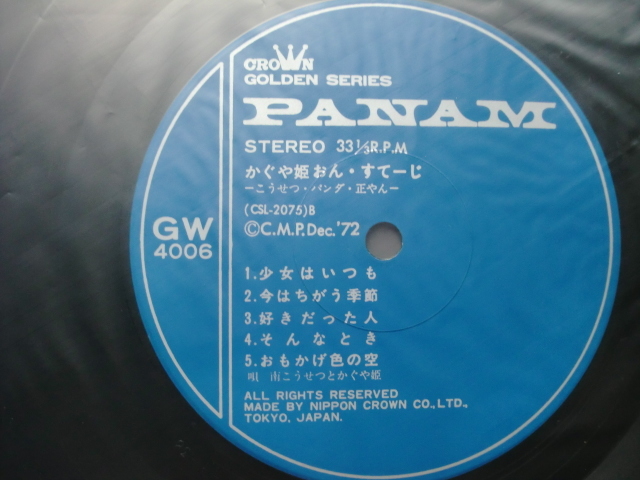 CROWN
GOLDEN SERIES
PANAM
STEREO 33 1/3 R.P.M
かぐや姫おん・すてーじ
ーこうせつ・パンダ・正やんー
(CSL-2075)B
©C.M.P.Dec.'72
GW
4006
1.少女はいつも
2.今はちがう季節
3.好きだった人
4.そんなとき
5.おもかげ色の空
唄 南こうせつとかぐや姫
ALL RIGHTS RESERVED
MADE BY NIPPON CROWN CO.,LTD.,
TOKYO, JAPAN.